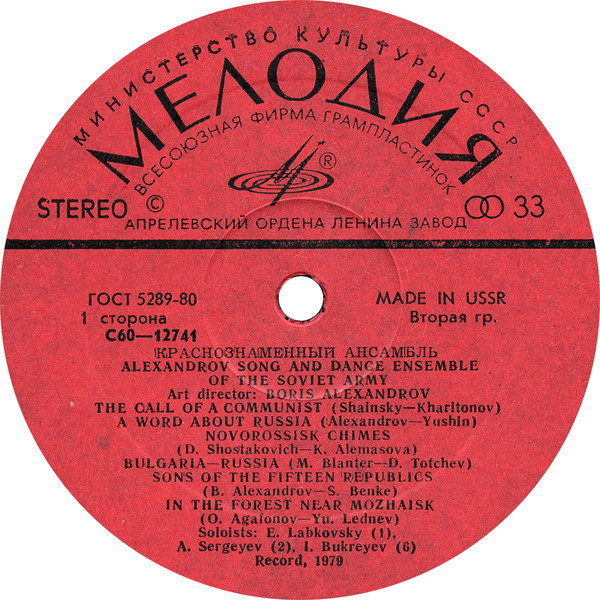 МИНИСТЕРСТВО КУЛЬТУРЫ СССР
МЕЛОДИЯ
ВСЕСОЮЗНАЯ ФИРМА ГРАМПЛАСТИНОК
®
STEREO © 33
АПРЕЛЕВСКИЙ ОРДЕНА ЛЕНИНА ЗАВОД
ГОСТ 5289-80 MADE IN USSR
1 сторона Вторая гр.
С60—12741
КРАСНОЗНАМЕННЫЙ АНСАМБЛЬ
ALEXANDROV SONG AND DANCE ENSEMBLE
OF THE SOVIET ARMY
Art director: BORIS ALEXANDROV
THE CALL OF A COMMUNIST (Shainsky—Kharitonov)
A WORD ABOUT RUSSIA (Alexandrov—Yushin)
NOVOROSSISK CHIMES
(D. Shostakovich—K. Alemasova)
BULGARIA—RUSSIA (M. Blanter—D. Totchev)
SONS OF THE FIFTEEN REPUBLICS
(B. Alexandrov—S. Benke)
IN THE FOREST NEAR MOZHAISK
(O. Agafonov—Yu. Lednev)
Soloists: E. Labkovsky (1),
A. Sergeyev (2), I. Bukreyev (6)
Record, 1979